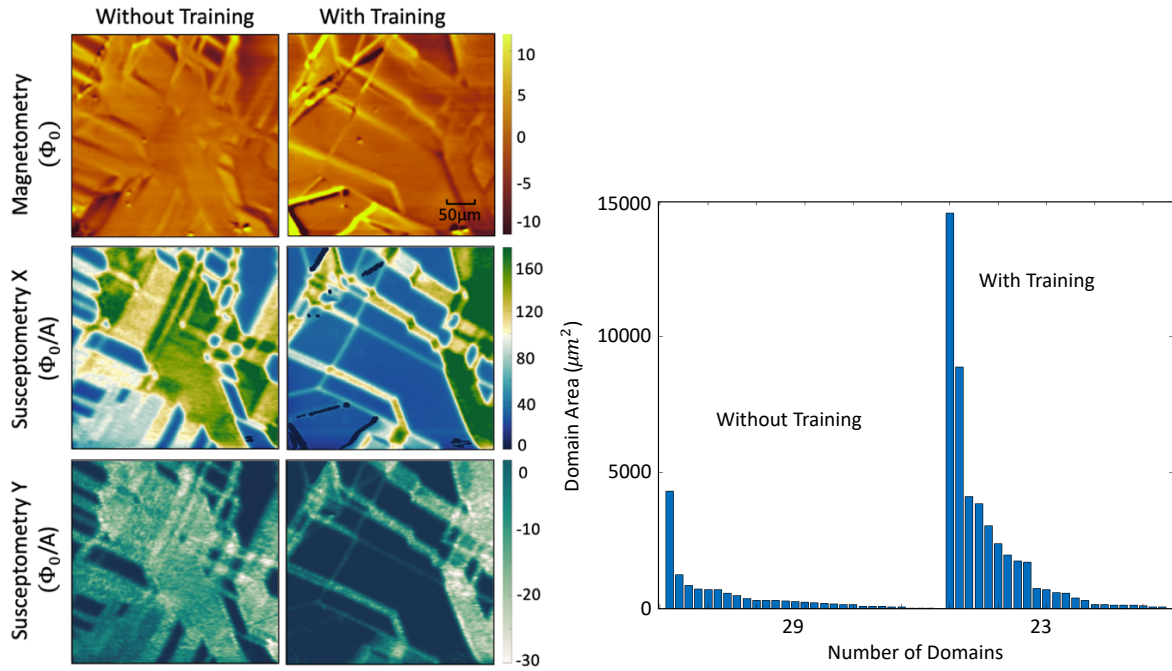 Without Training
With Training
Magnetometry
(Φ₀)
10
5
0
-5
-10
50μm
Susceptometry X
(Φ₀/A)
160
120
80
40
0
Susceptometry Y
(Φ₀/A)
0
-10
-20
-30
Domain Area (μm²)
15000
10000
5000
0
Without Training
With Training
29
23
Number of Domains